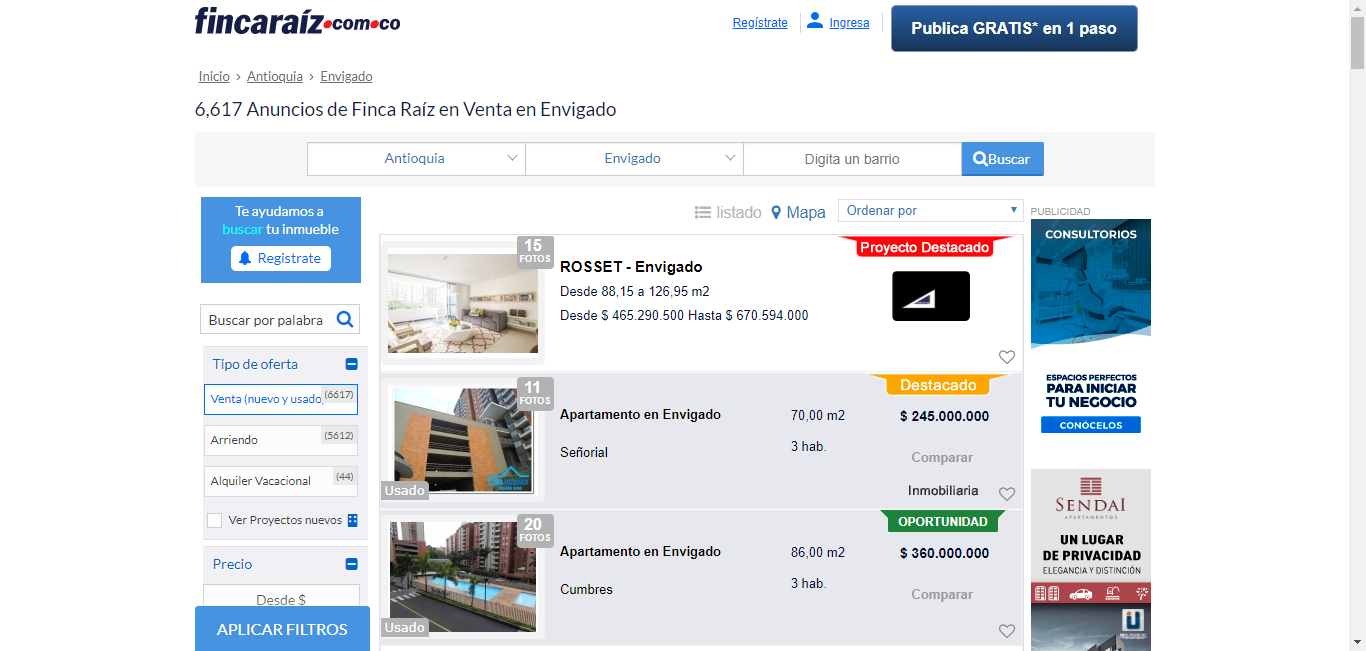 fincaraíz.com.co
Regístrate
Ingresa
Publica GRATIS* en 1 paso
Inicio › Antioquia › Envigado
6,617 Anuncios de Finca Raíz en Venta en Envigado
Antioquia
Envigado
Digita un barrio
Buscar
Te ayudamos a
buscar tu inmueble
Registrate
listado
Mapa
Ordenar por
PUBLICIDAD
Buscar por palabra
Tipo de oferta
Venta (nuevo y usado)
(6617)
Arriendo
(5612)
Alquiler Vacacional
(44)
Ver Proyectos nuevos
Precio
Desde $
APLICAR FILTROS
15
FOTOS
ROSSET - Envigado
Desde 88,15 a 126,95 m2
Desde $ 465.290.500 Hasta $ 670.594.000
Proyecto Destacado
11
FOTOS
Usado
Apartamento en Envigado
Señorial
70,00 m2
3 hab.
Destacado
$ 245.000.000
Comparar
Inmobiliaria
20
FOTOS
Usado
Apartamento en Envigado
Cumbres
86,00 m2
3 hab.
OPORTUNIDAD
$ 360.000.000
Comparar
CONSULTORIOS
ESPACIOS PERFECTOS
PARA INICIAR
TU NEGOCIO
CONÓCELOS
SENDAI
APARTAMENTOS
UN LUGAR
DE PRIVACIDAD
ELEGANCIA Y DISTINCIÓN